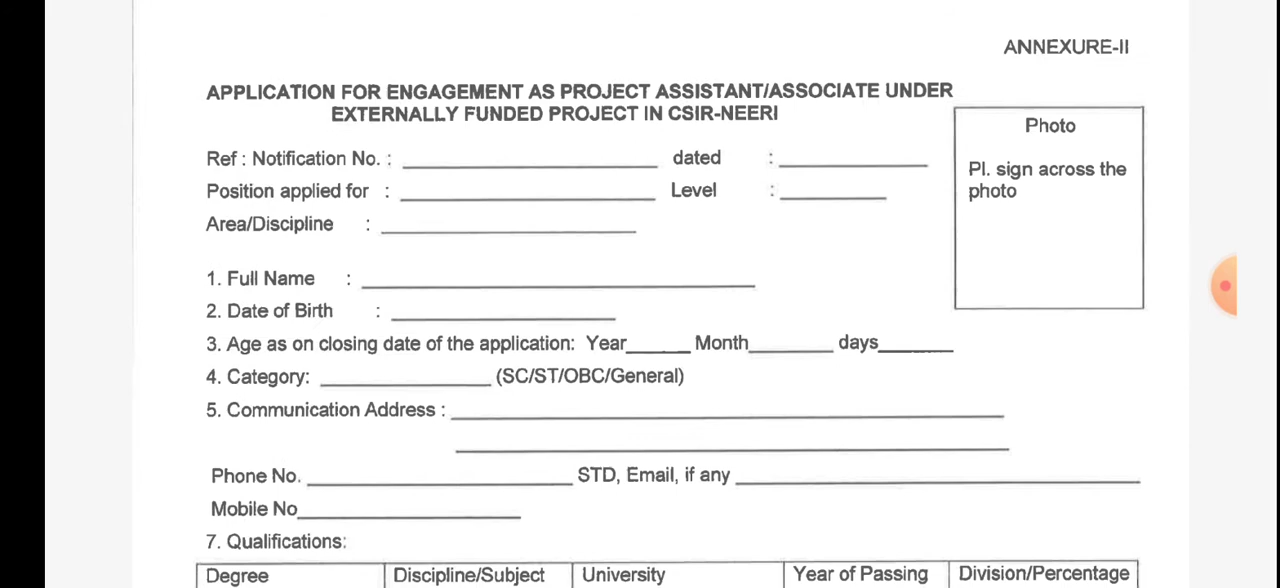 ANNEXURE-II
APPLICATION FOR ENGAGEMENT AS PROJECT ASSISTANT/ASSOCIATE UNDER
EXTERNALLY FUNDED PROJECT IN CSIR-NEERI
Photo
Pl. sign across the
photo
Ref : Notification No. : dated :
Position applied for : Level :
Area/Discipline :
1. Full Name :
2. Date of Birth :
3. Age as on closing date of the application: Year Month days
4. Category: (SC/ST/OBC/General)
5. Communication Address :
Phone No. STD, Email, if any
Mobile No
7. Qualifications:
Degree Discipline/Subject University Year of Passing Division/Percentage